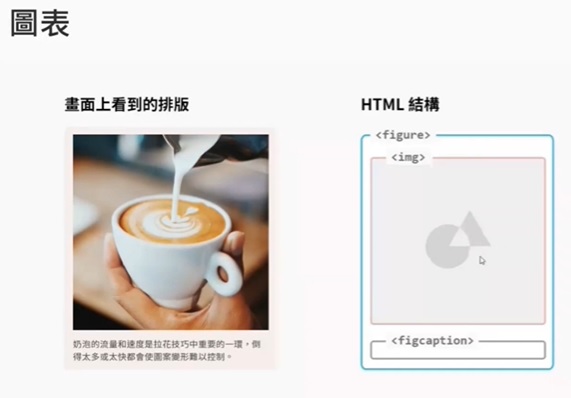 圖表
畫面上看到的排版
HTML 結構
<figure>
<img>
奶泡的流量和速度是拉花技巧中重要的一環，倒
得太多或太快都會使圖案變形難以控制。
<figcaption>